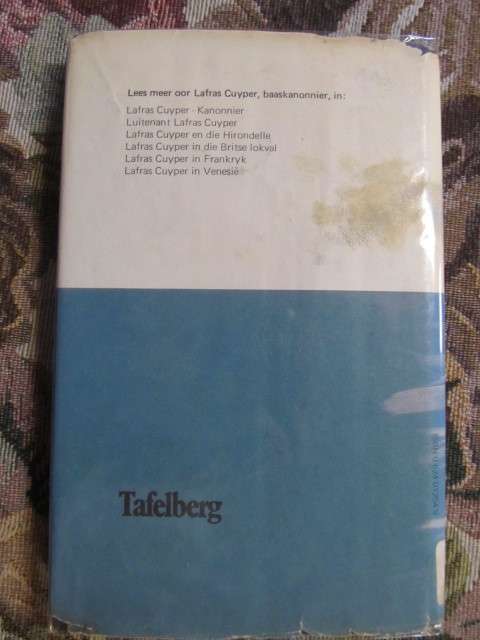 Lees meer oor Lafras Cuyper, baaskanonnier, in:
Lafras Cuyper - Kanonnier
Luitenant Lafras Cuyper
Lafras Cuyper en die Hirondelle
Lafras Cuyper in die Britse lokval
Lafras Cuyper in Frankryk
Lafras Cuyper in Venesië
Tafelberg